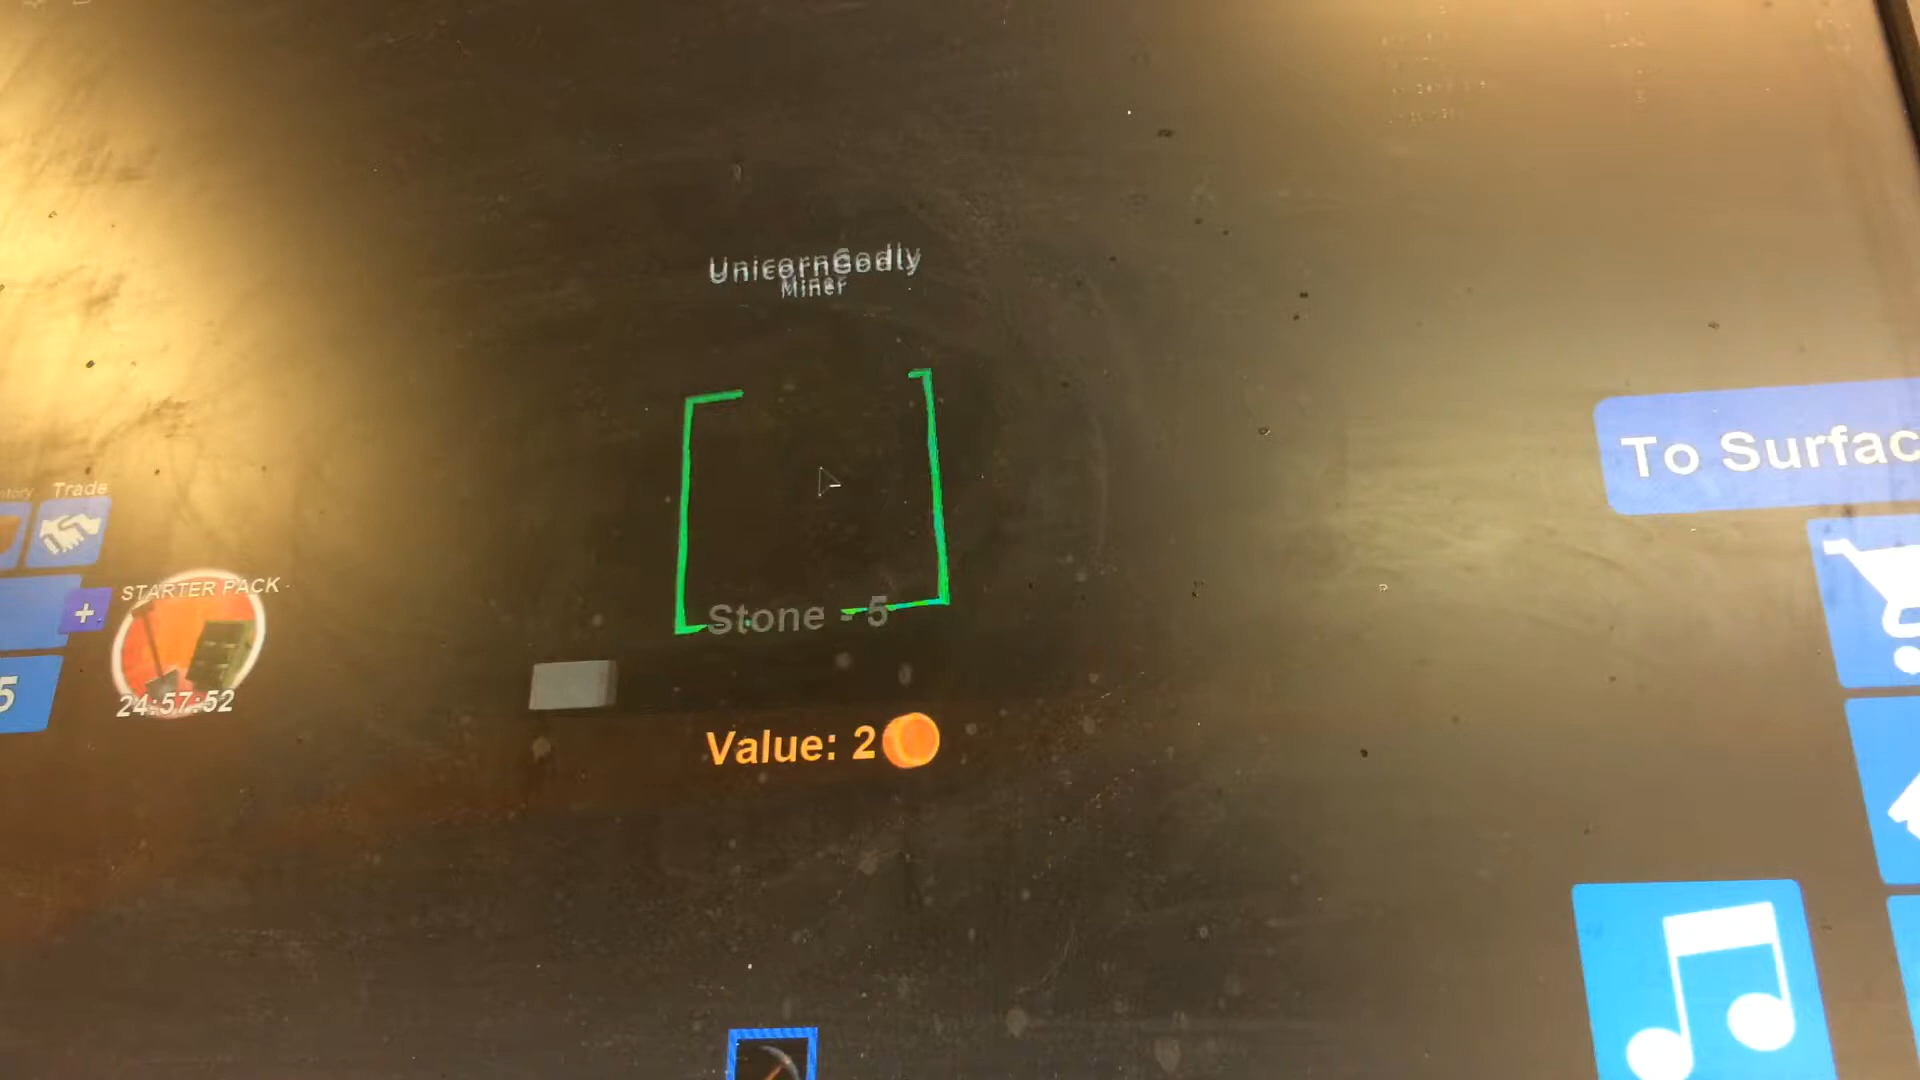 UnicornGodly
Miner
To Surfac
Trade
STARTER PACK
24:57:52
+
5
Stone - 5
Value: 2